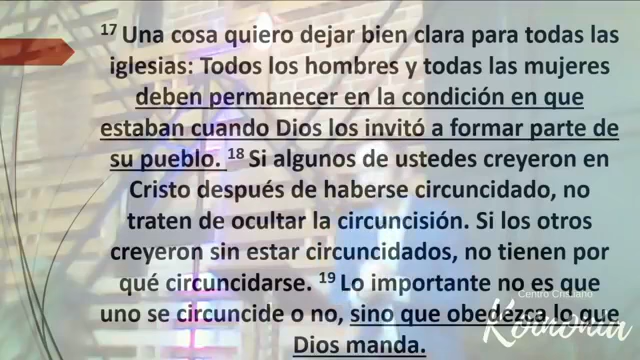 17 Una cosa quiero dejar bien clara para todas las
iglesias: Todos los hombres y todas las mujeres
deben permanecer en la condición en que
estaban cuando Dios los invitó a formar parte de
su pueblo. 18 Si algunos de ustedes creyeron en
Cristo después de haberse circuncidado, no
traten de ocultar la circuncisión. Si los otros
creyeron sin estar circuncidados, no tienen por
qué circuncidarse. 19 Lo importante no es que
uno se circuncide o no, sino que obedezca lo que
Dios manda.
Centro Cristiano
Koinonia